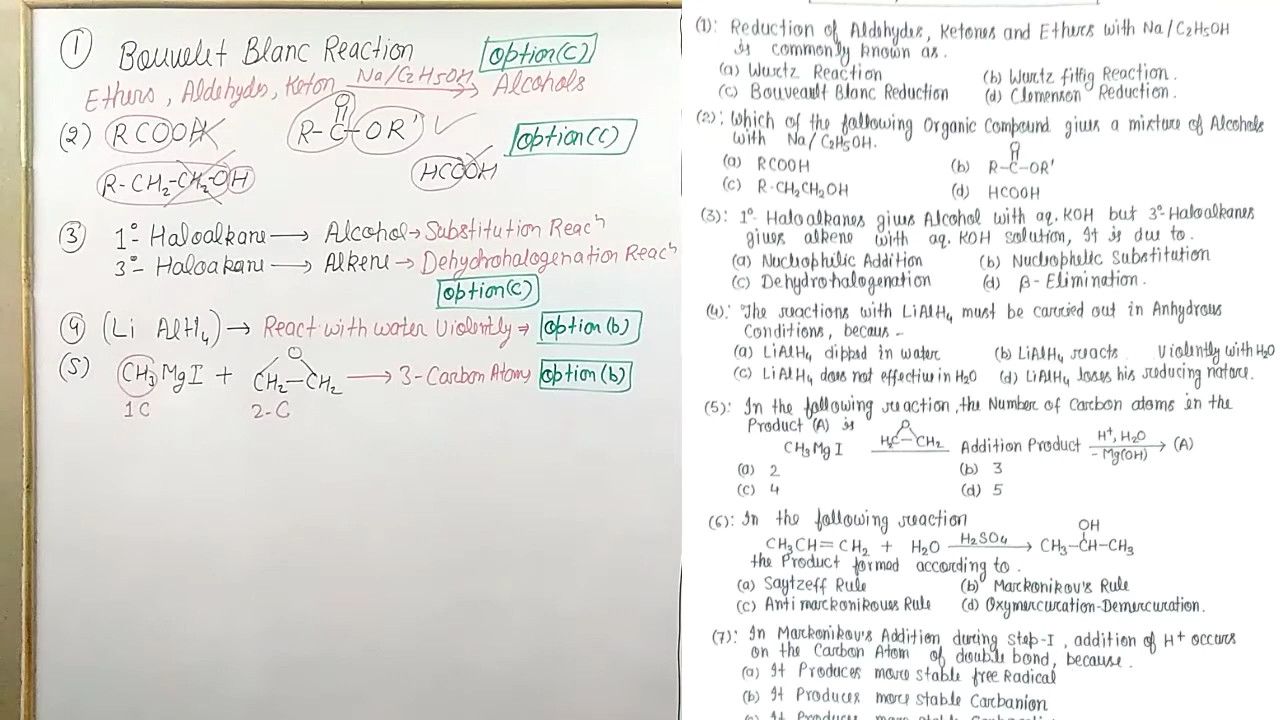 ① Bouvelet Blanc Reaction Option(C)
Ethers, Aldehydes, Keton Na/C2H5OH Alcohols
(2) RCOOH R-C-OR' Option(C)
O
R-CH2-CH2-OH HCOOH
③ 1°- Haloalkane → Alcohol → Substitution Reacⁿ
3°- Haloakane → Alkene → Dehydrohalogenation Reacⁿ
Option(C)
④ (Li AlH4) → React with water Violently ⇒ Option(b)
(5) CH3MgI + CH2-CH2 → 3-Carbon Atoms Option(b)
O
1C 2-C
(1): Reduction of Aldehydes, Ketones and Ethers with Na/C2H5OH
is commonly known as.
(a) Wurtz Reaction (b) Wurtz fittig Reaction.
(c) Bouveault Blanc Reduction (d) Clemenson Reduction.
(2): Which of the following Organic Compound gives a mixture of Alcohols
with Na/C2H5OH.
O
(a) RCOOH (b) R-C-OR'
(c) R-CH2CH2OH (d) HCOOH
(3): 1°- Haloalkanes gives Alcohol with aq. KOH but 3°-Haloalkanes
gives alkene with aq. KOH solution, It is due to.
(a) Nucleophilic Addition (b) Nucleophilic Substitution
(c) Dehydrohalogenation (d) β- Elimination.
(4): The reactions with LiAlH4 must be carried out in Anhydrous
Conditions, becaus -
(a) LiAlH4 dipped in water (b) LiAlH4 reacts Violently with H2O
(c) LiAlH4 does not effective in H2O (d) LiAlH4 loses his reducing nature.
(5): In the following reaction, the Number of Carbon atoms in the
Product (A) is
O
CH3MgI H2C-CH2 Addition Product H+, H2O (A)
-Mg(OH)
(a) 2 (b) 3
(c) 4 (d) 5
(6): In the following reaction
OH
CH3CH=CH2 + H2O H2SO4 → CH3-CH-CH3
the Product formed according to.
(a) Saytzeff Rule (b) Markonikov's Rule
(c) Anti markonikoves Rule (d) Oxymercuration-Demercuration.
(7): In Markonikov's Addition during step-I, addition of H+ occurs
on the Carbon Atom of double bond, because.
(a) It Produces more stable free Radical
(b) It Produces more stable Carbanion